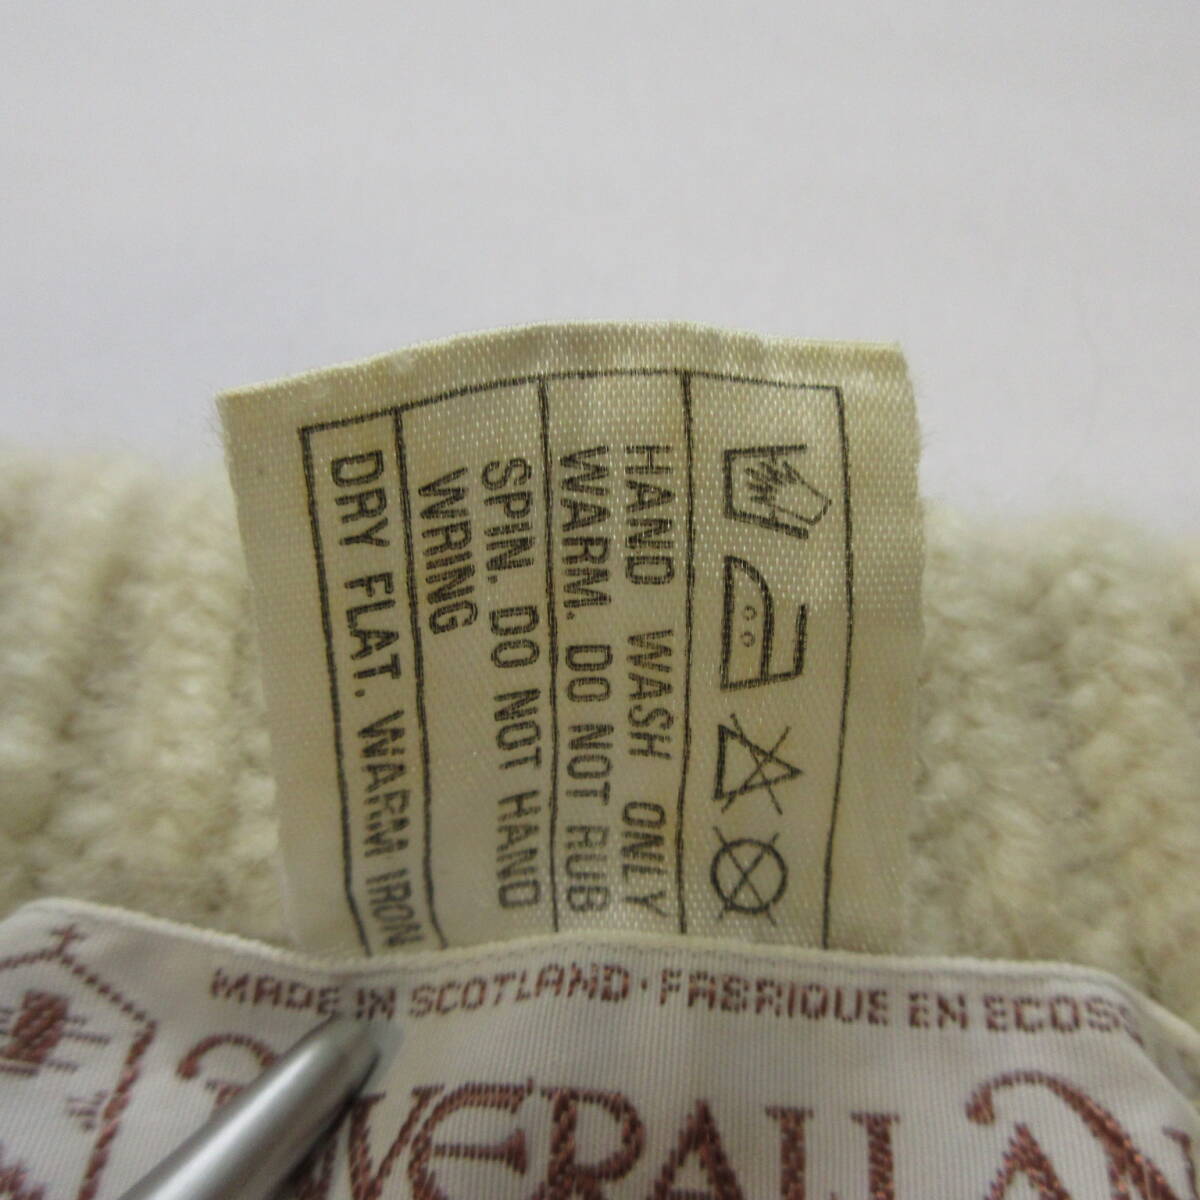 HAND WASH ONLY
WARM. DO NOT RUB
SPIN. DO NOT HAND
WRING
DRY FLAT. WARM IRON
MADE IN SCOTLAND · FABRIQUE EN ECOSS